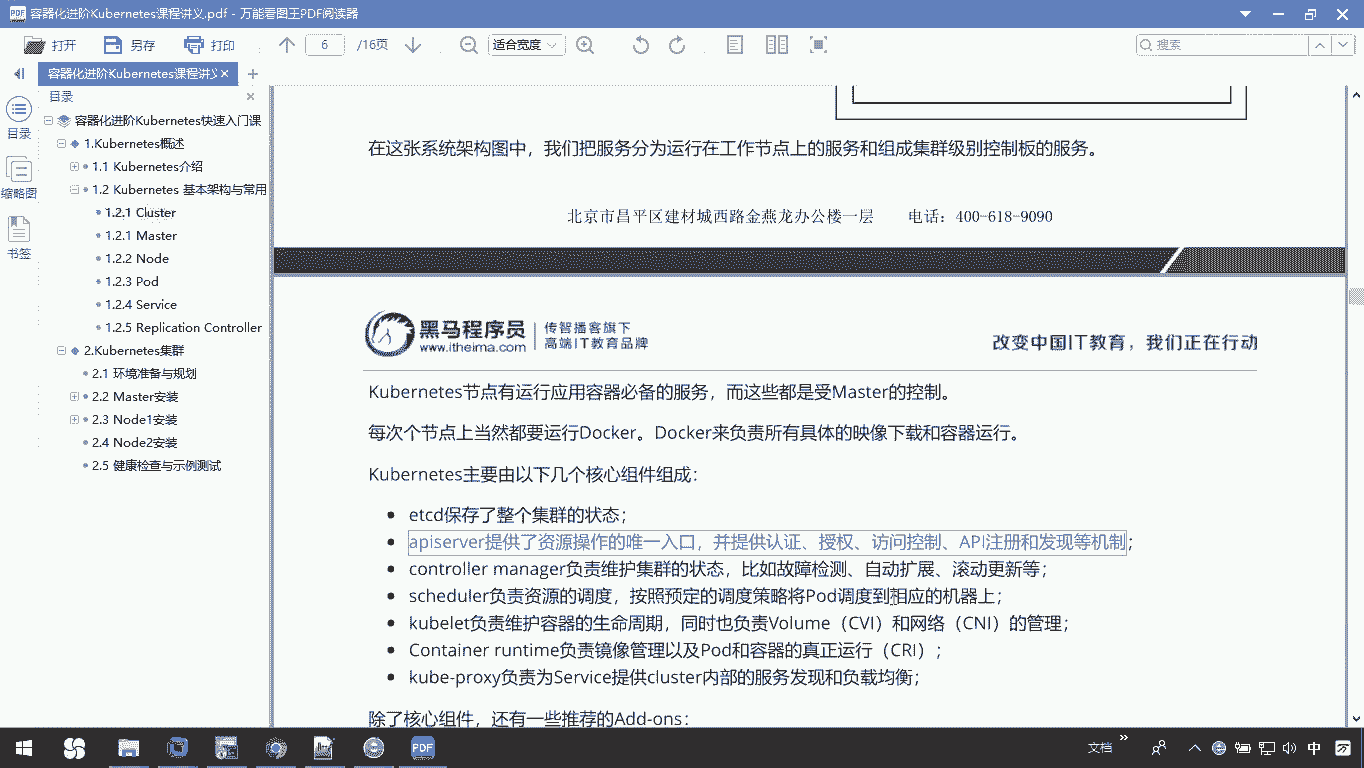 容器化进阶Kubernetes课程讲义.pdf - 万能看图王PDF阅读器
打开
另存
打印
6
/16页
适合宽度
搜索
容器化进阶Kubernetes课程讲义
目录
目录
缩略图
书签
容器化进阶Kubernetes快速入门课
1.Kubernetes概述
1.1 Kubernetes介绍
1.2 Kubernetes 基本架构与常用
1.2.1 Cluster
1.2.1 Master
1.2.2 Node
1.2.3 Pod
1.2.4 Service
1.2.5 Replication Controller
2.Kubernetes集群
2.1 环境准备与规划
2.2 Master安装
2.3 Node1安装
2.4 Node2安装
2.5 健康检查与示例测试
在这张系统架构图中，我们把服务分为运行在工作节点上的服务和组成集群级别控制板的服务。
北京市昌平区建材城西路金燕龙办公楼一层 电话：400-618-9090
黑马程序员
www.itheima.com
传智播客旗下
高端IT教育品牌
改变中国IT教育，我们正在行动
Kubernetes节点有运行应用容器必备的服务，而这些都是受Master的控制。
每次个节点上当然都要运行Docker。Docker来负责所有具体的映像下载和容器运行。
Kubernetes主要由以下几个核心组件组成：
• etcd保存了整个集群的状态；
• apiserver提供了资源操作的唯一入口，并提供认证、授权、访问控制、API注册和发现等机制；
• controller manager负责维护集群的状态，比如故障检测、自动扩展、滚动更新等；
• scheduler负责资源的调度，按照预定的调度策略将Pod调度到相应的机器上；
• kubelet负责维护容器的生命周期，同时也负责Volume（CVI）和网络（CNI）的管理；
• Container runtime负责镜像管理以及Pod和容器的真正运行（CRI）；
• kube-proxy负责为Service提供cluster内部的服务发现和负载均衡；
除了核心组件，还有一些推荐的Add-ons：
PDF
文档
中